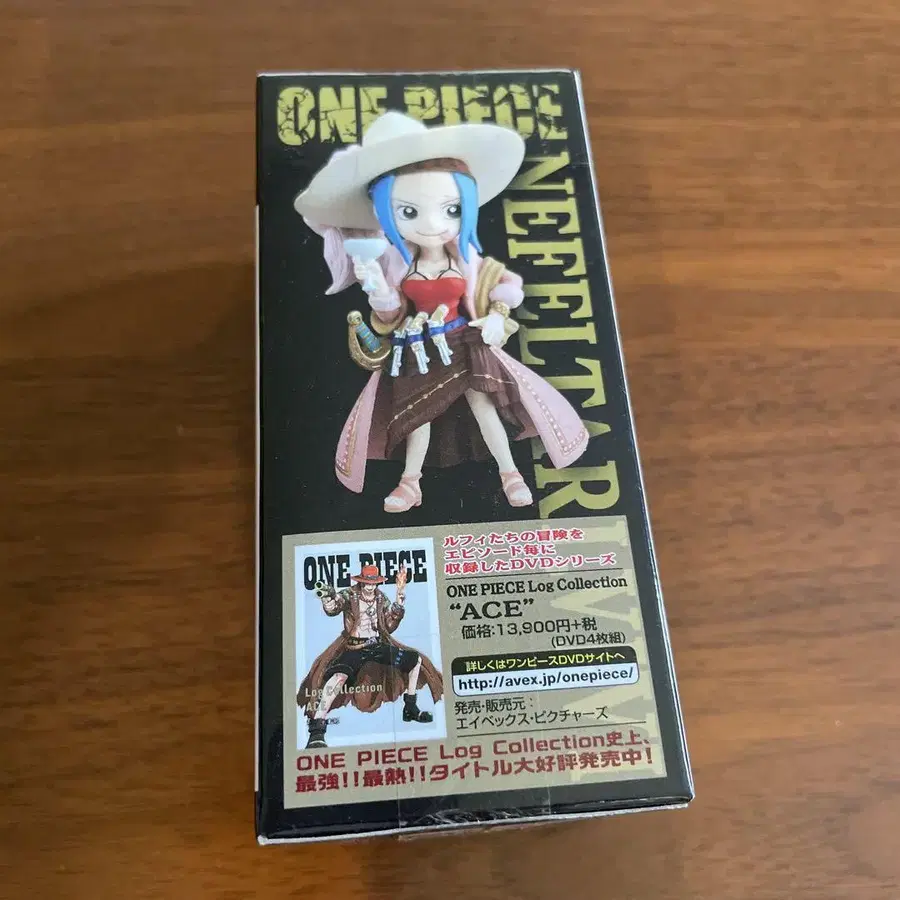 ONE PIECE
NEFELTARI VIVI
ルフィたちの冒険を
エピソード毎に
収録したDVDシリーズ
ONE PIECE
Log Collection
ACE
ONE PIECE Log Collection
“ACE”
価格:13,900円+税
(DVD4枚組)
詳しくはワンピースDVDサイトへ
http://avex.jp/onepiece/
発売・販売元:
エイベックス・ピクチャーズ
ONE PIECE Log Collection史上、
最強!!最熱!!タイトル大好評発売中!